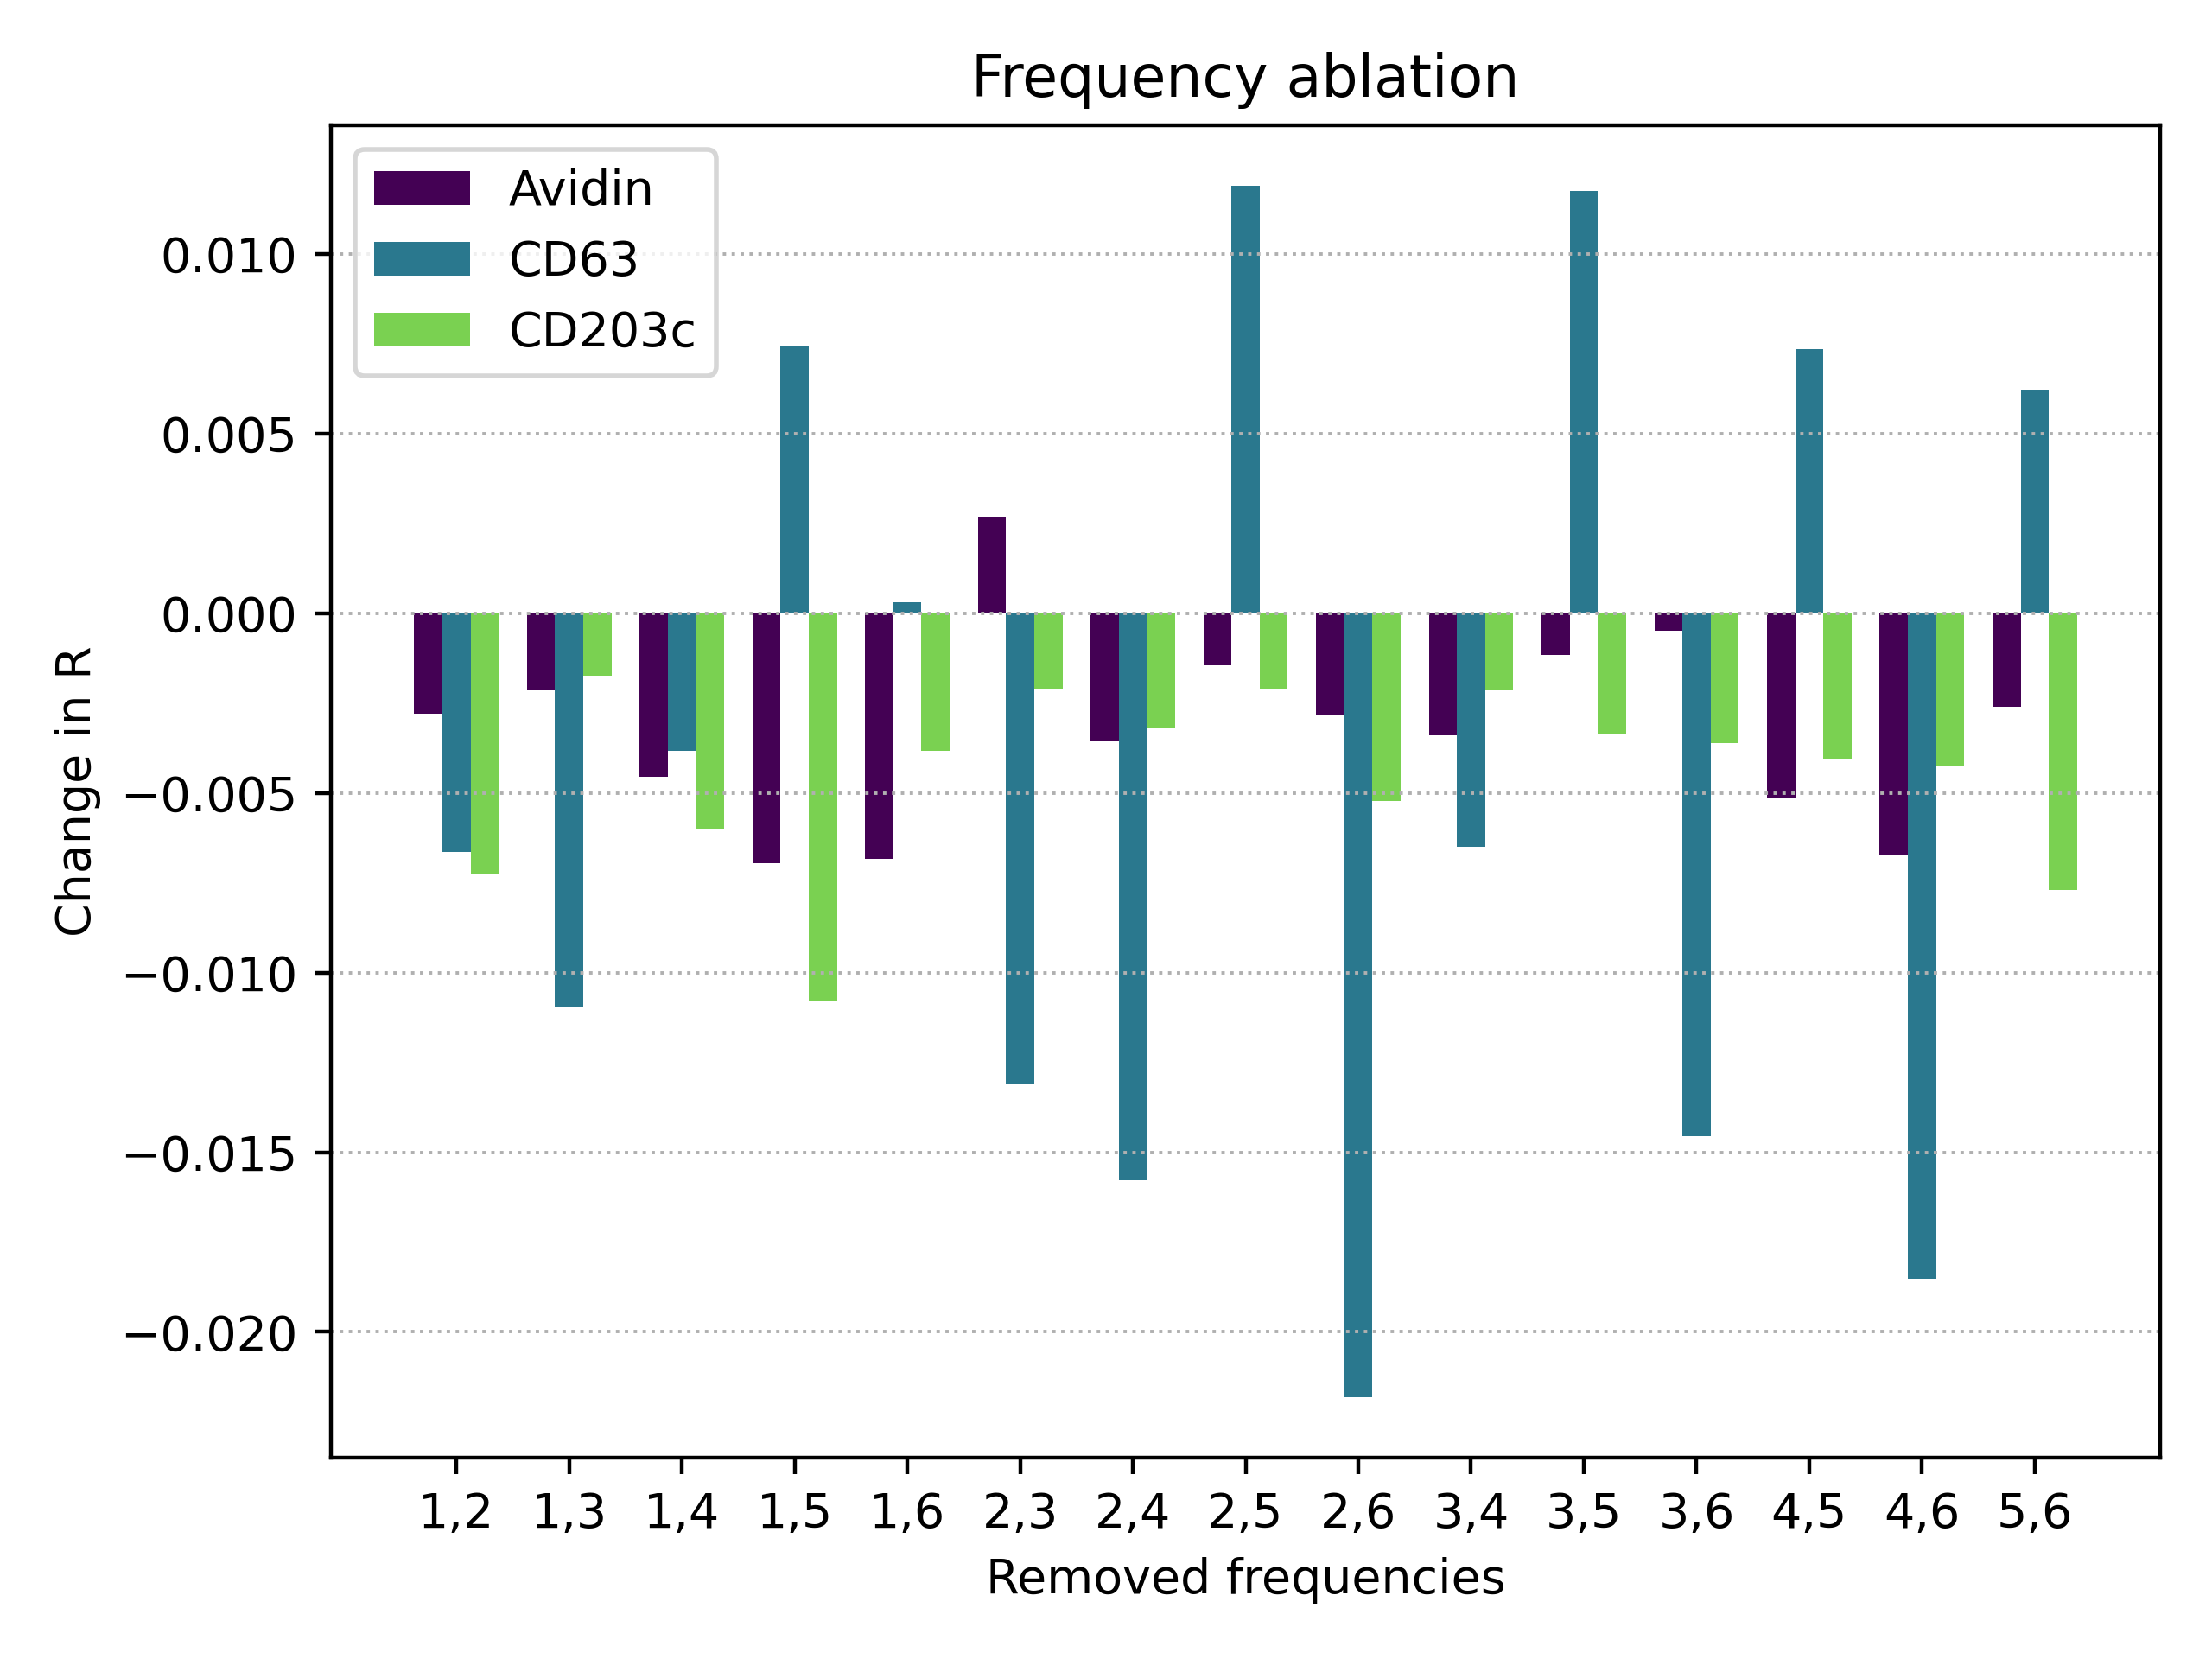 Frequency ablation
Avidin
CD63
CD203c
0.010
0.005
0.000
−0.005
−0.010
−0.015
−0.020
Change in R
1,2 1,3 1,4 1,5 1,6 2,3 2,4 2,5 2,6 3,4 3,5 3,6 4,5 4,6 5,6
Removed frequencies